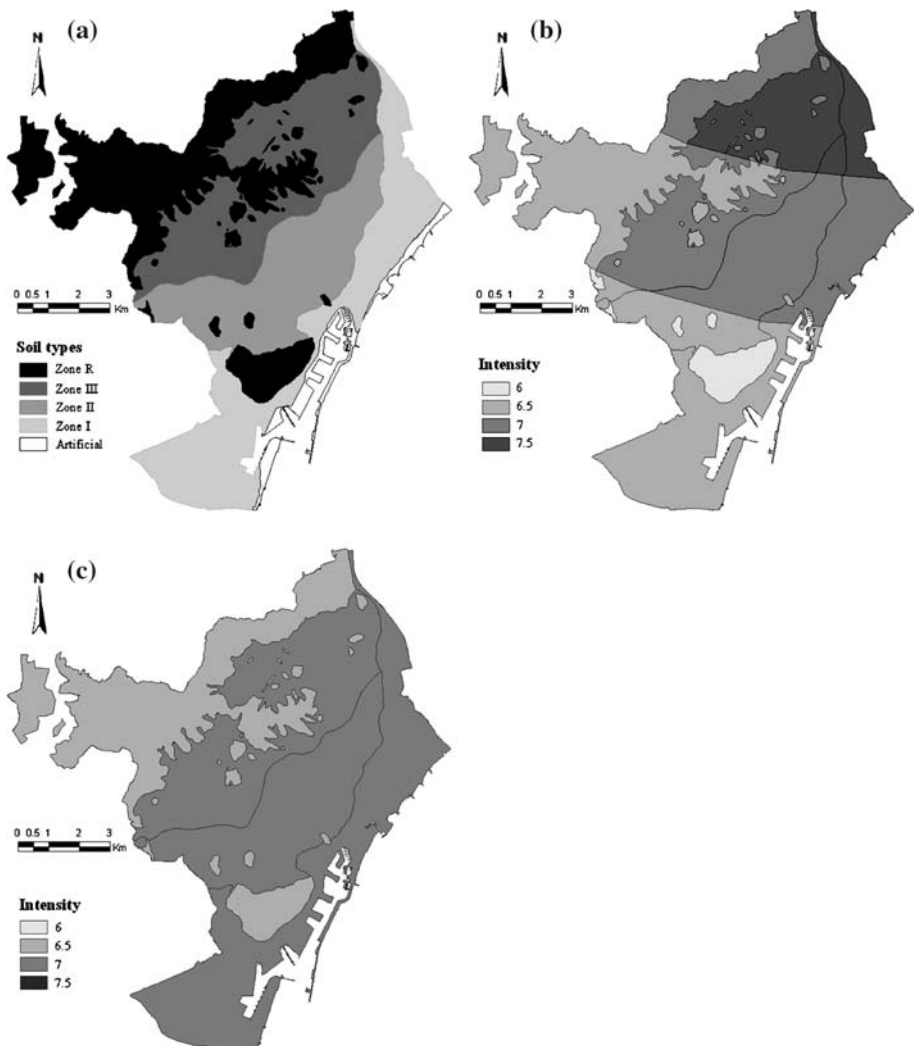 (a)
N
0 0.5 1 2 3
Km
Soil types
Zone R
Zone III
Zone II
Zone I
Artificial
(b)
N
0 0.5 1 2 3
Km
Intensity
6
6.5
7
7.5
(c)
N
0 0.5 1 2 3
Km
Intensity
6
6.5
7
7.5